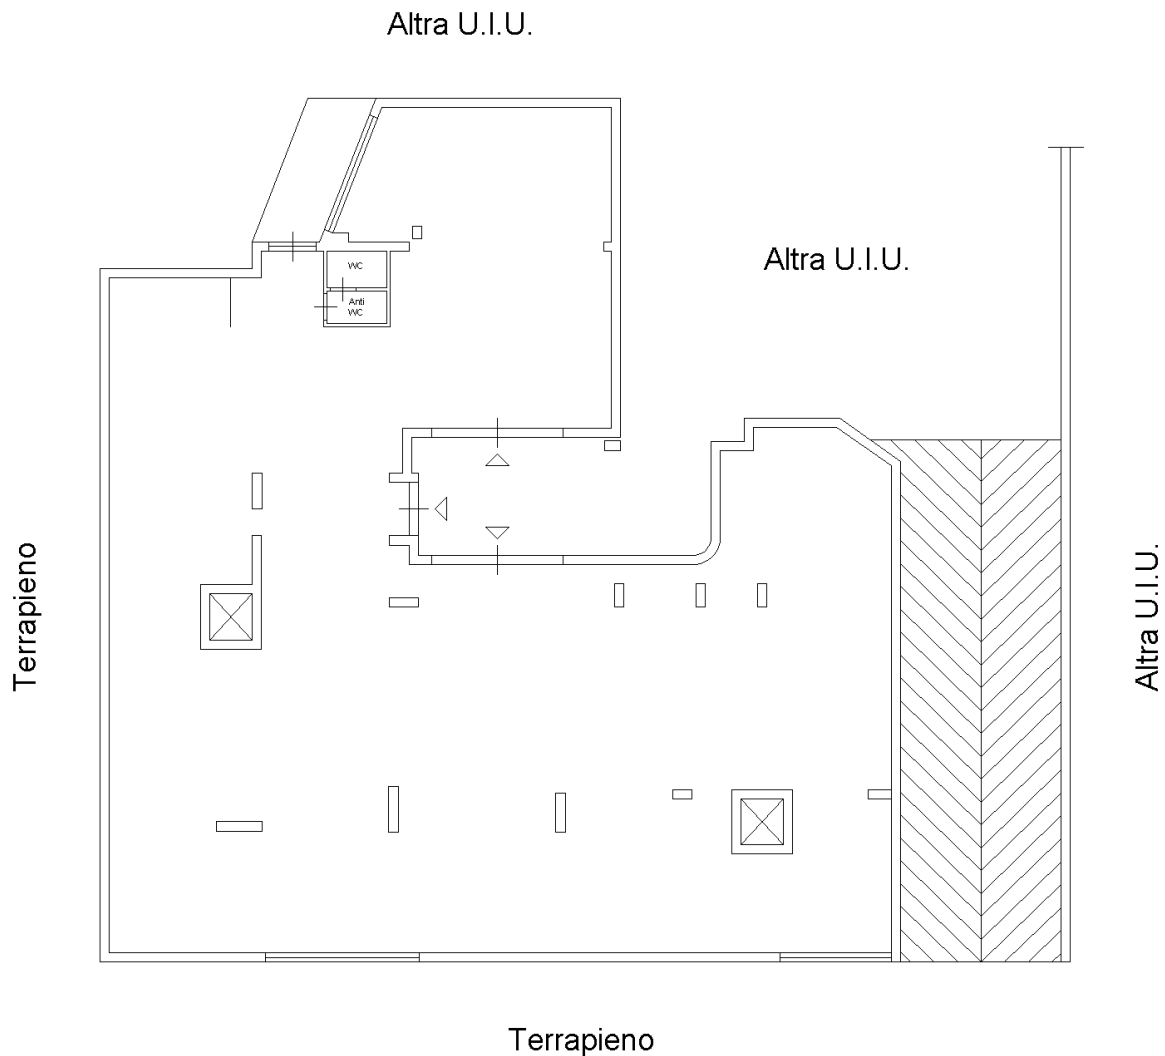 Altra U.I.U.
Altra U.I.U.
WC
Anti
WC
Terrapieno
Altra U.I.U.
Terrapieno